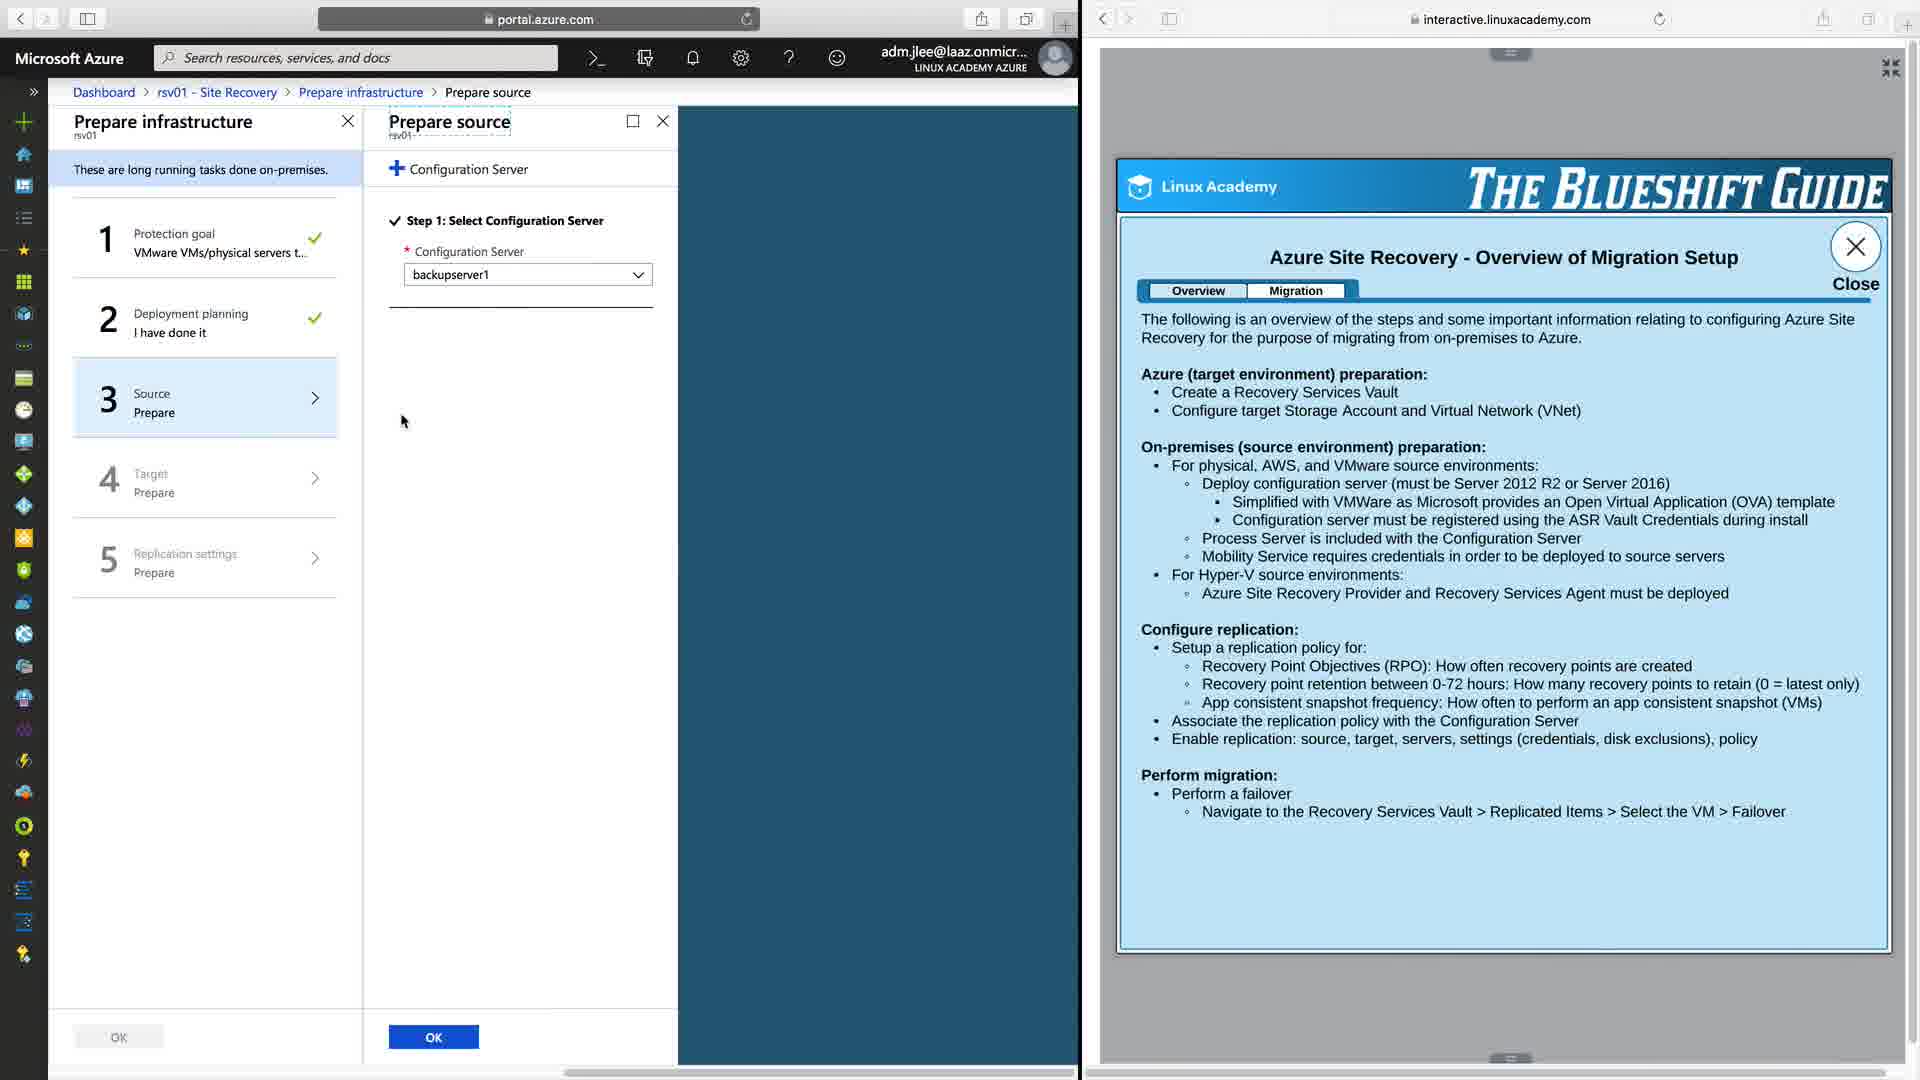 portal.azure.com
Microsoft Azure
Search resources, services, and docs
adm.jlee@laaz.onmicr...
LINUX ACADEMY AZURE
Dashboard > rsv01 - Site Recovery > Prepare infrastructure > Prepare source
Prepare infrastructure
rsv01
These are long running tasks done on-premises.
1
Protection goal
VMware VMs/physical servers t...
2
Deployment planning
I have done it
3
Source
Prepare
4
Target
Prepare
5
Replication settings
Prepare
OK
Prepare source
rsv01
Configuration Server
Step 1: Select Configuration Server
* Configuration Server
backupserver1
OK
interactive.linuxacademy.com
Linux Academy
THE BLUESHIFT GUIDE
Azure Site Recovery - Overview of Migration Setup
Close
Overview
Migration
The following is an overview of the steps and some important information relating to configuring Azure Site
Recovery for the purpose of migrating from on-premises to Azure.
Azure (target environment) preparation:
• Create a Recovery Services Vault
• Configure target Storage Account and Virtual Network (VNet)
On-premises (source environment) preparation:
• For physical, AWS, and VMware source environments:
◦ Deploy configuration server (must be Server 2012 R2 or Server 2016)
▪ Simplified with VMWare as Microsoft provides an Open Virtual Application (OVA) template
▪ Configuration server must be registered using the ASR Vault Credentials during install
◦ Process Server is included with the Configuration Server
◦ Mobility Service requires credentials in order to be deployed to source servers
• For Hyper-V source environments:
◦ Azure Site Recovery Provider and Recovery Services Agent must be deployed
Configure replication:
• Setup a replication policy for:
◦ Recovery Point Objectives (RPO): How often recovery points are created
◦ Recovery point retention between 0-72 hours: How many recovery points to retain (0 = latest only)
◦ App consistent snapshot frequency: How often to perform an app consistent snapshot (VMs)
• Associate the replication policy with the Configuration Server
• Enable replication: source, target, servers, settings (credentials, disk exclusions), policy
Perform migration:
• Perform a failover
◦ Navigate to the Recovery Services Vault > Replicated Items > Select the VM > Failover